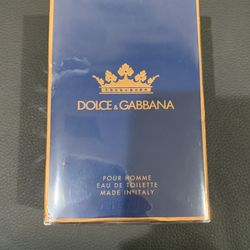 DOLCE & GABBANA
POUR HOMME
EAU DE TOILETTE
MADE IN ITALY